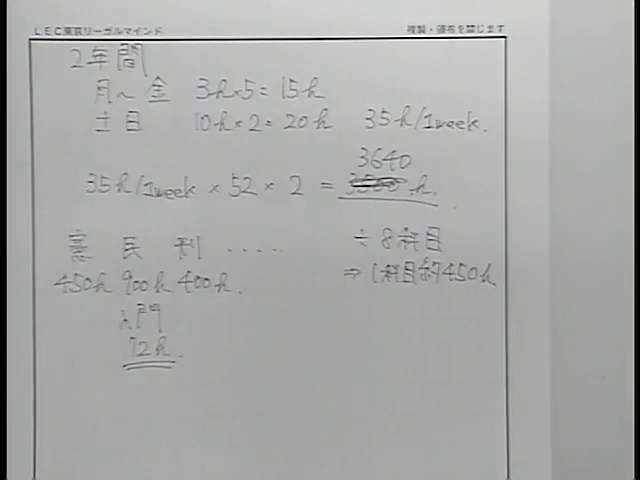 LEC東京リーガルマインド 複製・頒布を禁じます
2年間
月〜金 3h×5=15h
土日 10h×2=20h 35h/1week.
3640
35h/1week × 52 × 2 = 3500 h.
憲 民 刑 ‥‥ ÷8科目
450h 900h 400h. ⇒1科目約450h
入門
72h.